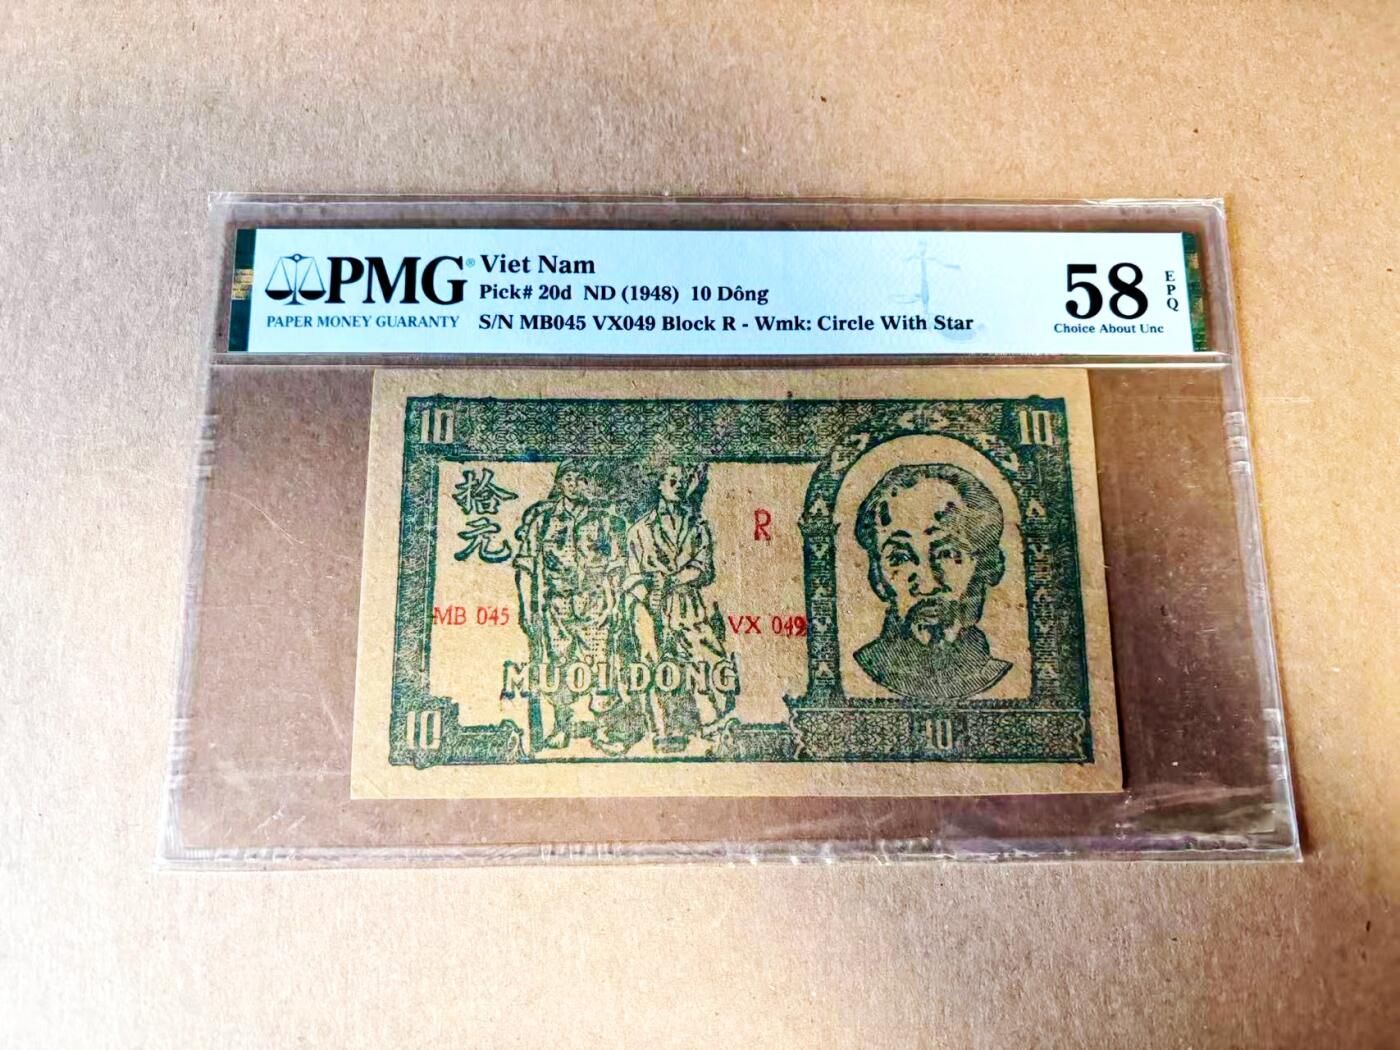 PMG®
PAPER MONEY GUARANTY
Viet Nam
Pick# 20d ND (1948) 10 Dông
S/N MB045 VX049 Block R - Wmk: Circle With Star
58
Choice About Unc
EPQ
10
10
拾元
R
MB 045
VX 049
MUOI DONG
10
10